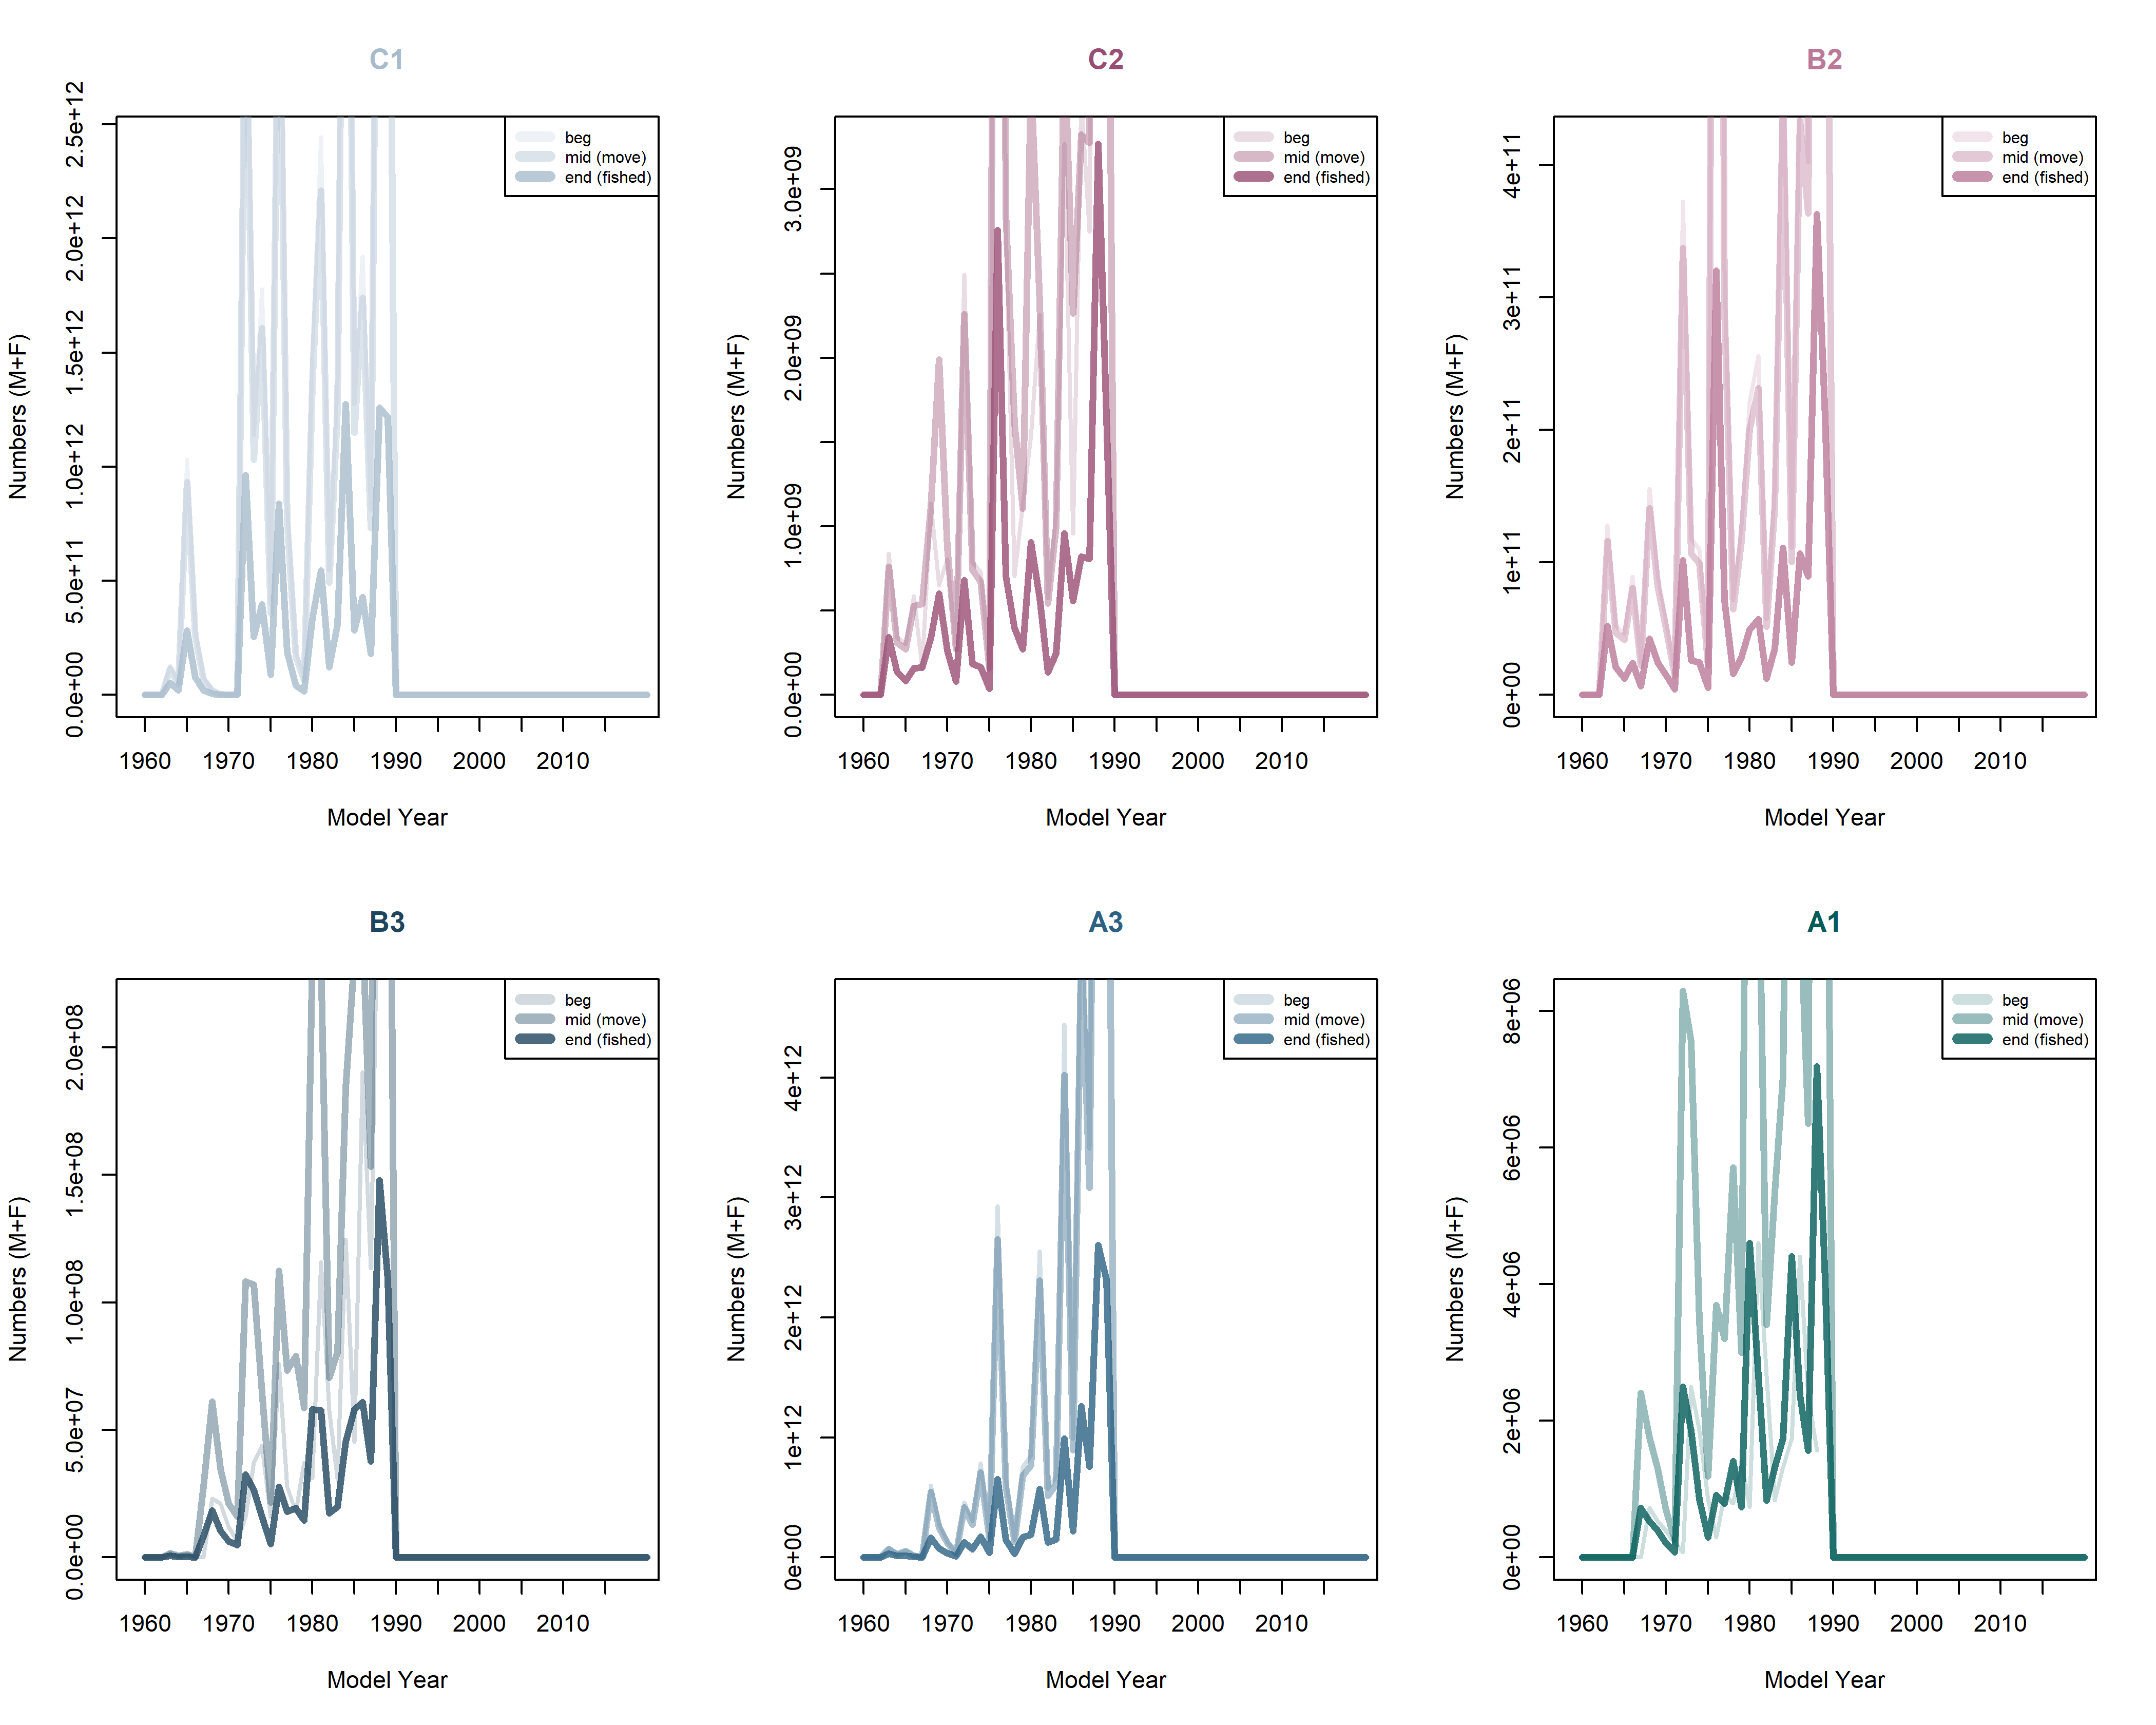 C1
Numbers (M+F)
0.0e+00 5.0e+11 1.0e+12 1.5e+12 2.0e+12 2.5e+12
beg
mid (move)
end (fished)
1960 1970 1980 1990 2000 2010
Model Year
C2
Numbers (M+F)
0.0e+00 1.0e+09 2.0e+09 3.0e+09
beg
mid (move)
end (fished)
1960 1970 1980 1990 2000 2010
Model Year
B2
Numbers (M+F)
0e+00 1e+11 2e+11 3e+11 4e+11
beg
mid (move)
end (fished)
1960 1970 1980 1990 2000 2010
Model Year
B3
Numbers (M+F)
0.0e+00 5.0e+07 1.0e+08 1.5e+08 2.0e+08
beg
mid (move)
end (fished)
1960 1970 1980 1990 2000 2010
Model Year
A3
Numbers (M+F)
0e+00 1e+12 2e+12 3e+12 4e+12
beg
mid (move)
end (fished)
1960 1970 1980 1990 2000 2010
Model Year
A1
Numbers (M+F)
0e+00 2e+06 4e+06 6e+06 8e+06
beg
mid (move)
end (fished)
1960 1970 1980 1990 2000 2010
Model Year